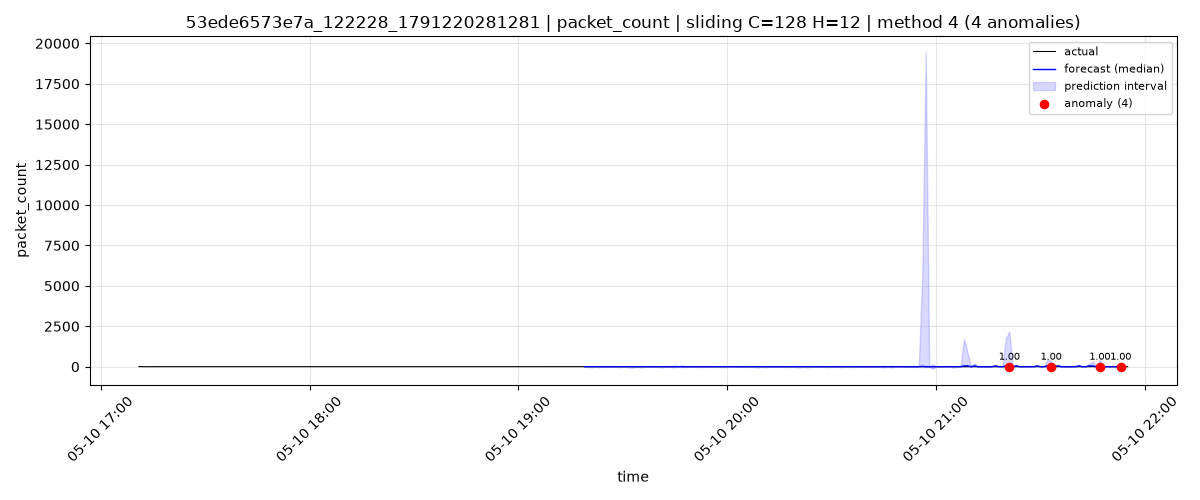 53ede6573e7a_122228_1791220281281 | packet_count | sliding C=128 H=12 | method 4 (4 anomalies)
actual
forecast (median)
prediction interval
anomaly (4)
20000
17500
15000
12500
10000
7500
5000
2500
0
packet_count
1.00 1.00 1.00 1.00
05-10 17:00 05-10 18:00 05-10 19:00 05-10 20:00 05-10 21:00 05-10 22:00
time